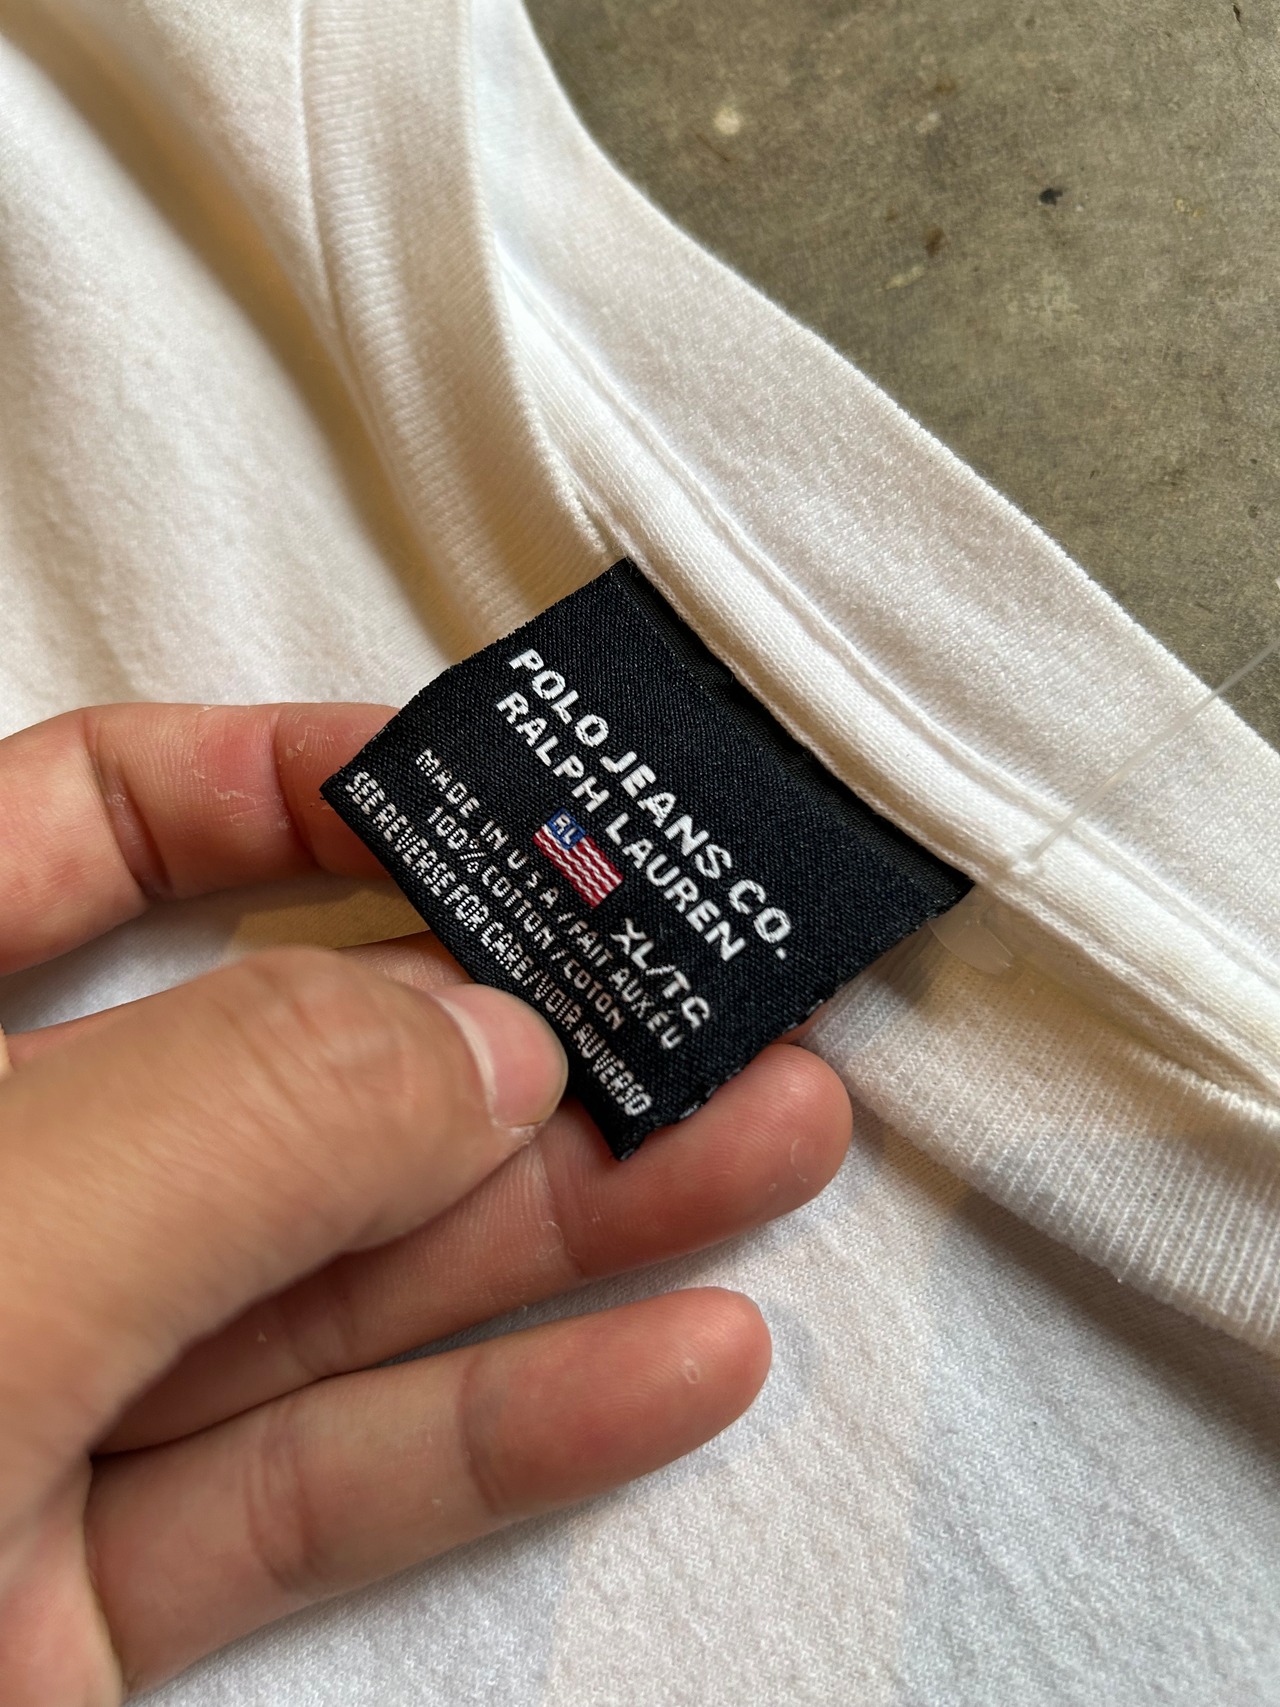 POLO JEANS CO.
RALPH LAUREN
RL
XL/TG
MADE IN U S A / FAIT AUX EU
100% COTTON / COTON
SEE REVERSE FOR CARE / VOIR AU VERSO